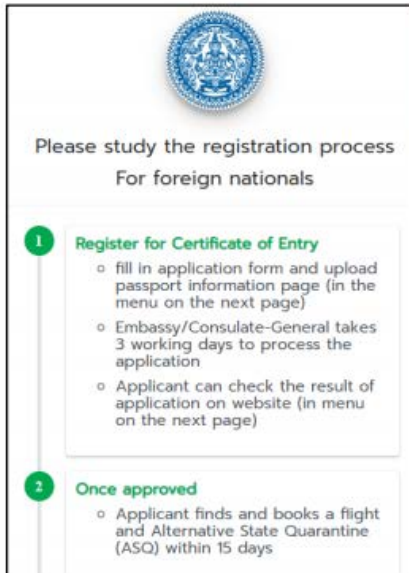 Please study the registration process
For foreign nationals
1
Register for Certificate of Entry
○ fill in application form and upload
passport information page (in the
menu on the next page)
○ Embassy/Consulate-General takes
3 working days to process the
application
○ Applicant can check the result of
application on website (in menu
on the next page)
2
Once approved
○ Applicant finds and books a flight
and Alternative State Quarantine
(ASQ) within 15 days